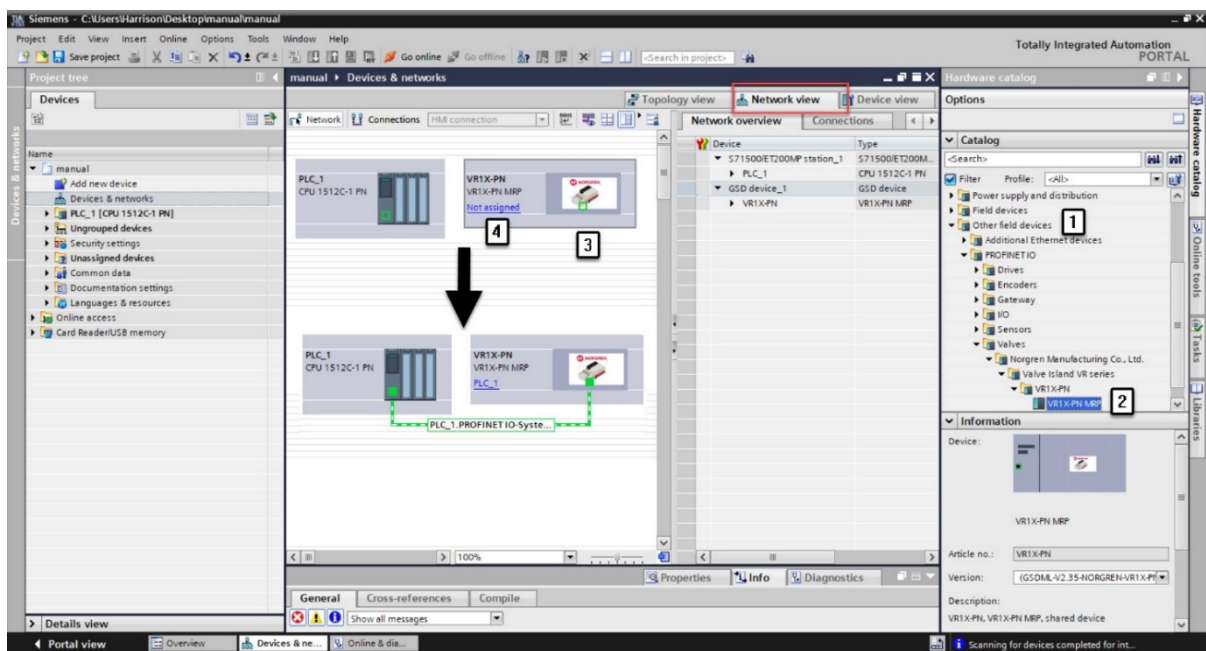 Siemens - C:\Users\Harrison\Desktop\manual\manual
Project Edit View Insert Online Options Tools Window Help
Totally Integrated Automation
PORTAL
Save project
Go online
Go offline
<Search in project>
Project tree
Devices
Name
manual
Add new device
Devices & networks
PLC_1 [CPU 1512C-1 PN]
Ungrouped devices
Security settings
Unassigned devices
Common data
Documentation settings
Languages & resources
Online access
Card Reader/USB memory
Details view
Devices & networks
manual
Devices & networks
Topology view
Network view
Device view
Network
Connections
HMI connection
PLC_1
CPU 1512C-1 PN
VR1X-PN
VR1X-PN MRP
Not assigned
NORGREN
4
3
PLC_1
CPU 1512C-1 PN
VR1X-PN
VR1X-PN MRP
PLC_1
NORGREN
PLC_1.PROFINET IO-Syste...
100%
Network overview
Connections
Device Type
S71500/ET200MP station_1 S71500/ET200M...
PLC_1 CPU 1512C-1 PN
GSD device_1 GSD device
VR1X-PN VR1X-PN MRP
Properties
Info
Diagnostics
General
Cross-references
Compile
Show all messages
Hardware catalog
Options
Catalog
<Search>
Filter
Profile:
<All>
Power supply and distribution
Field devices
Other field devices
1
Additional Ethernet devices
PROFINET IO
Drives
Encoders
Gateway
I/O
Sensors
Valves
Norgren Manufacturing Co., Ltd.
Valve Island VR series
VR1X-PN
VR1X-PN MRP
2
Information
Device:
VR1X-PN MRP
Article no.:
VR1X-PN
Version:
Description:
VR1X-PN, VR1X-PN MRP, shared device
Hardware catalog
Online tools
Tasks
Libraries
Portal view
Overview
Devices & ne...
Online & dia...
Scanning for devices completed for int...